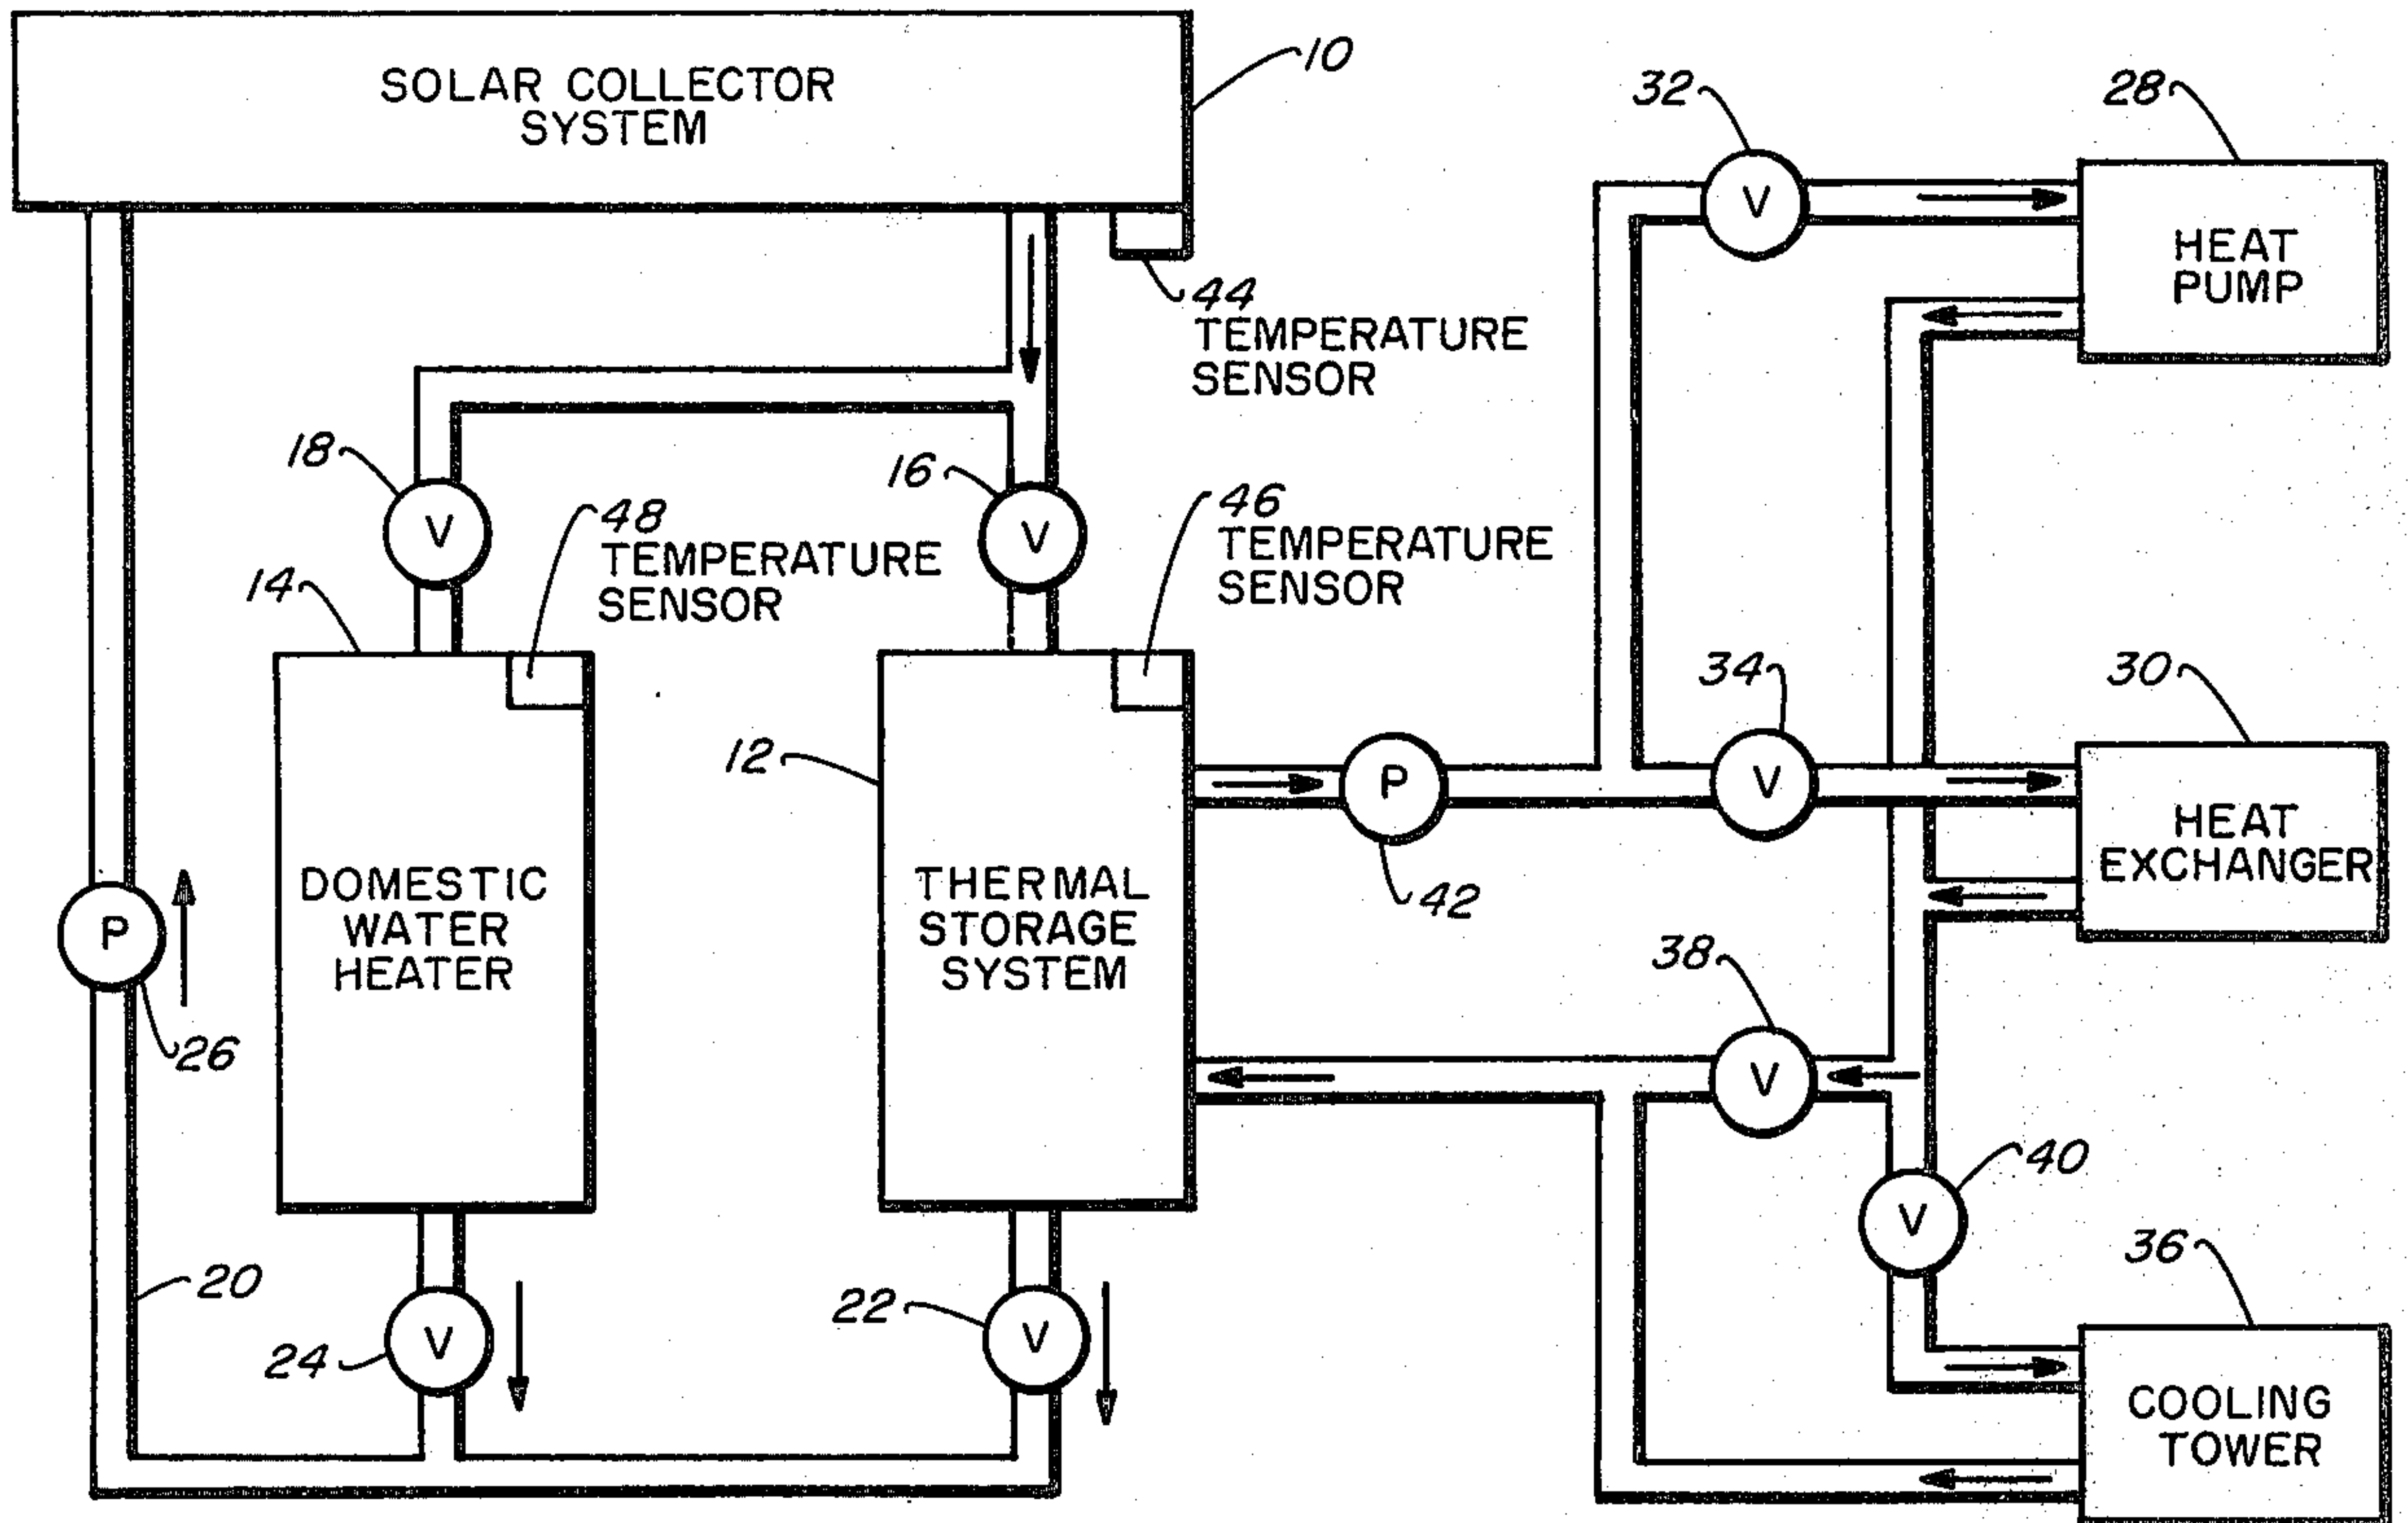 SOLAR COLLECTOR
SYSTEM
10
44
TEMPERATURE
SENSOR
32
V
28
HEAT
PUMP
18
V
48
TEMPERATURE
SENSOR
16
V
46
TEMPERATURE
SENSOR
14
DOMESTIC
WATER
HEATER
12
THERMAL
STORAGE
SYSTEM
P
42
34
V
30
HEAT
EXCHANGER
P
26
38
V
40
V
20
24
V
22
V
36
COOLING
TOWER